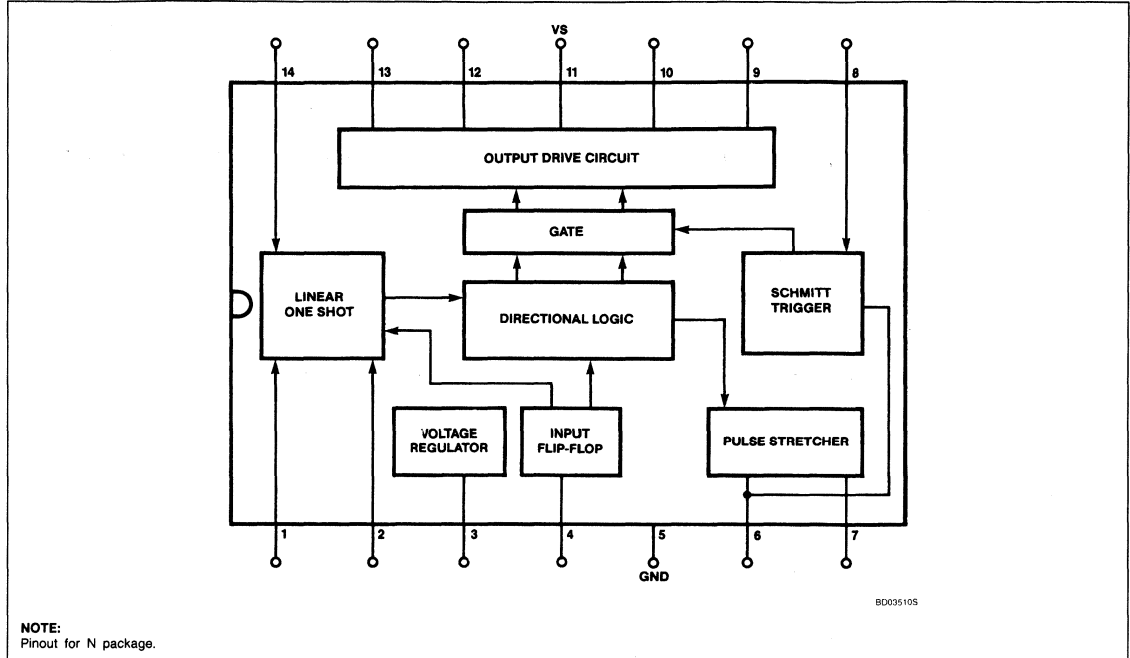 VS
14 13 12 11 10 9 8
OUTPUT DRIVE CIRCUIT
GATE
LINEAR
ONE SHOT
DIRECTIONAL LOGIC
SCHMITT
TRIGGER
VOLTAGE
REGULATOR
INPUT
FLIP-FLOP
PULSE STRETCHER
1 2 3 4 5 6 7
GND
BD03510S
NOTE:
Pinout for N package.